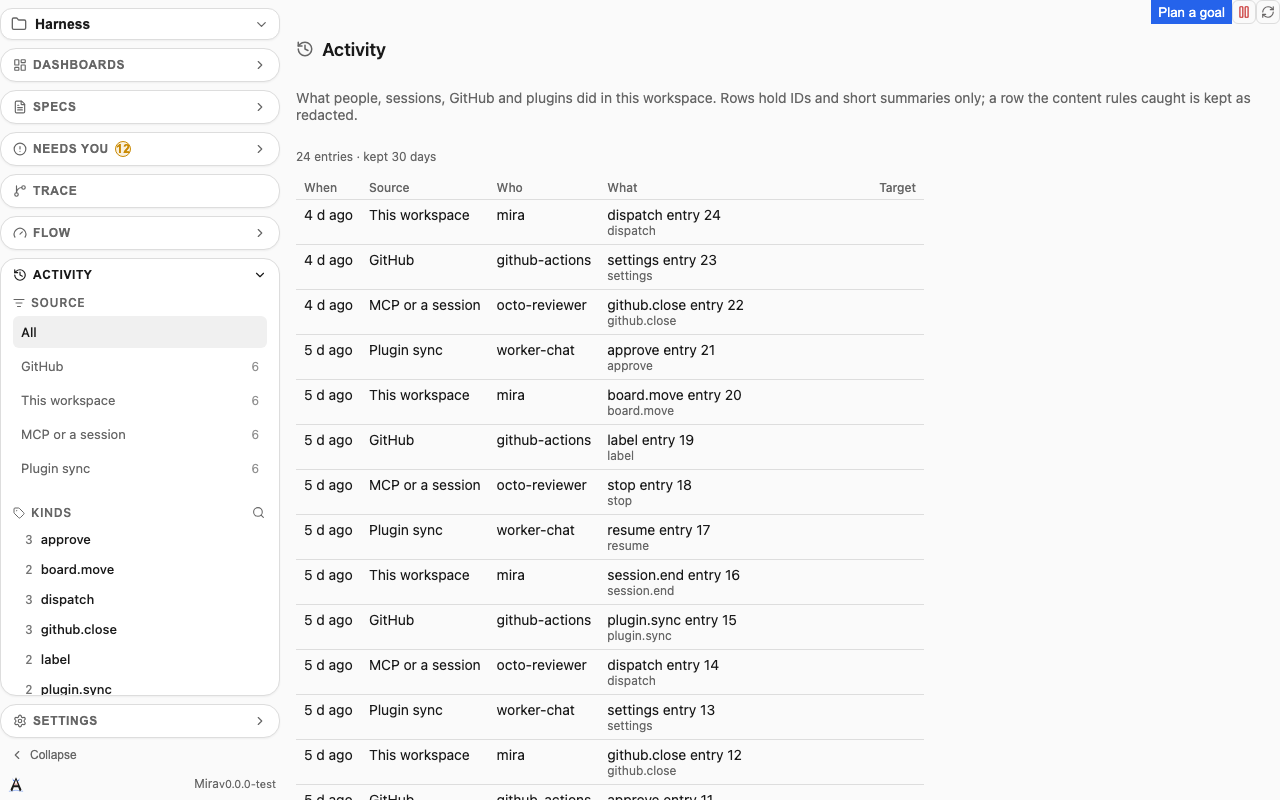 Harness
DASHBOARDS
SPECS
NEEDS YOU 12
TRACE
FLOW
ACTIVITY
SOURCE
All
GitHub 6
This workspace 6
MCP or a session 6
Plugin sync 6
KINDS
3 approve
2 board.move
3 dispatch
3 github.close
2 label
2 plugin.sync
SETTINGS
Collapse
Mirav0.0.0-test
Plan a goal
Activity
What people, sessions, GitHub and plugins did in this workspace. Rows hold IDs and short summaries only; a row the content rules caught is kept as
redacted.
24 entries · kept 30 days
When Source Who What Target
4 d ago This workspace mira dispatch entry 24
dispatch
4 d ago GitHub github-actions settings entry 23
settings
4 d ago MCP or a session octo-reviewer github.close entry 22
github.close
5 d ago Plugin sync worker-chat approve entry 21
approve
5 d ago This workspace mira board.move entry 20
board.move
5 d ago GitHub github-actions label entry 19
label
5 d ago MCP or a session octo-reviewer stop entry 18
stop
5 d ago Plugin sync worker-chat resume entry 17
resume
5 d ago This workspace mira session.end entry 16
session.end
5 d ago GitHub github-actions plugin.sync entry 15
plugin.sync
5 d ago MCP or a session octo-reviewer dispatch entry 14
dispatch
5 d ago Plugin sync worker-chat settings entry 13
settings
5 d ago This workspace mira github.close entry 12
github.close
5 d ago GitHub github-actions approve entry 11